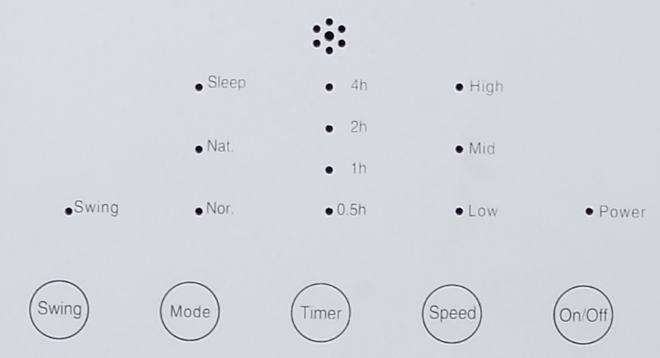 Sleep 4h High
2h
Nat. Mid
1h
Swing Nor. 0.5h Low Power
Swing Mode Timer Speed On/Off